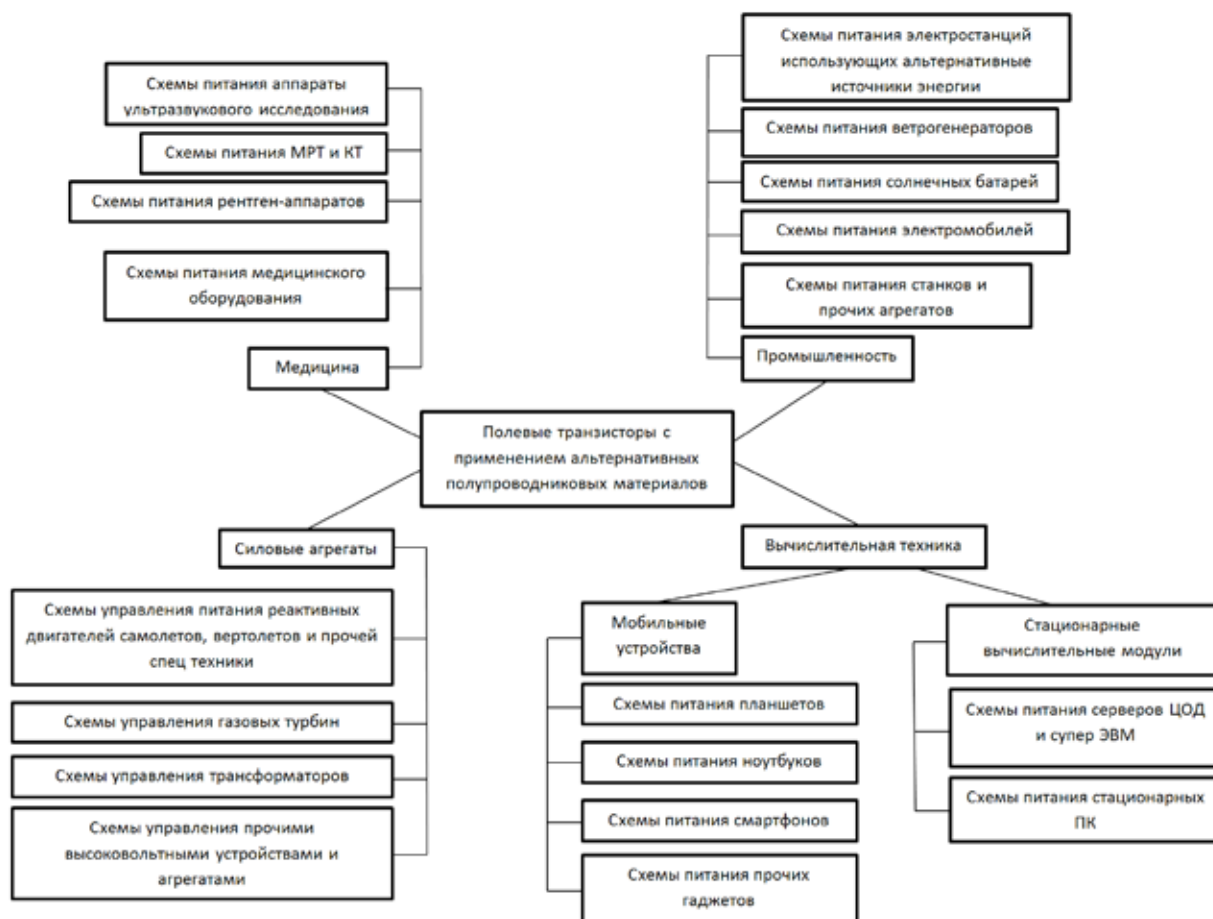 Схемы питания электростанций
использующих альтернативные
источники энергии
Схемы питания аппараты
ультразвукового исследования
Схемы питания ветрогенераторов
Схемы питания МРТ и КТ
Схемы питания солнечных батарей
Схемы питания рентген-аппаратов
Схемы питания электромобилей
Схемы питания медицинского
оборудования
Схемы питания станков и
прочих агрегатов
Медицина
Промышленность
Полевые транзисторы с
применением альтернативных
полупроводниковых материалов
Силовые агрегаты
Вычислительная техника
Схемы управления питания реактивных
двигателей самолетов, вертолетов и прочей
спец техники
Схемы управления газовых турбин
Схемы управления трансформаторов
Схемы управления прочими
высоковольтными устройствами и
агрегатами
Мобильные
устройства
Схемы питания планшетов
Схемы питания ноутбуков
Схемы питания смартфонов
Схемы питания прочих
гаджетов
Стационарные
вычислительные модули
Схемы питания серверов ЦОД
и супер ЭВМ
Схемы питания стационарных
ПК